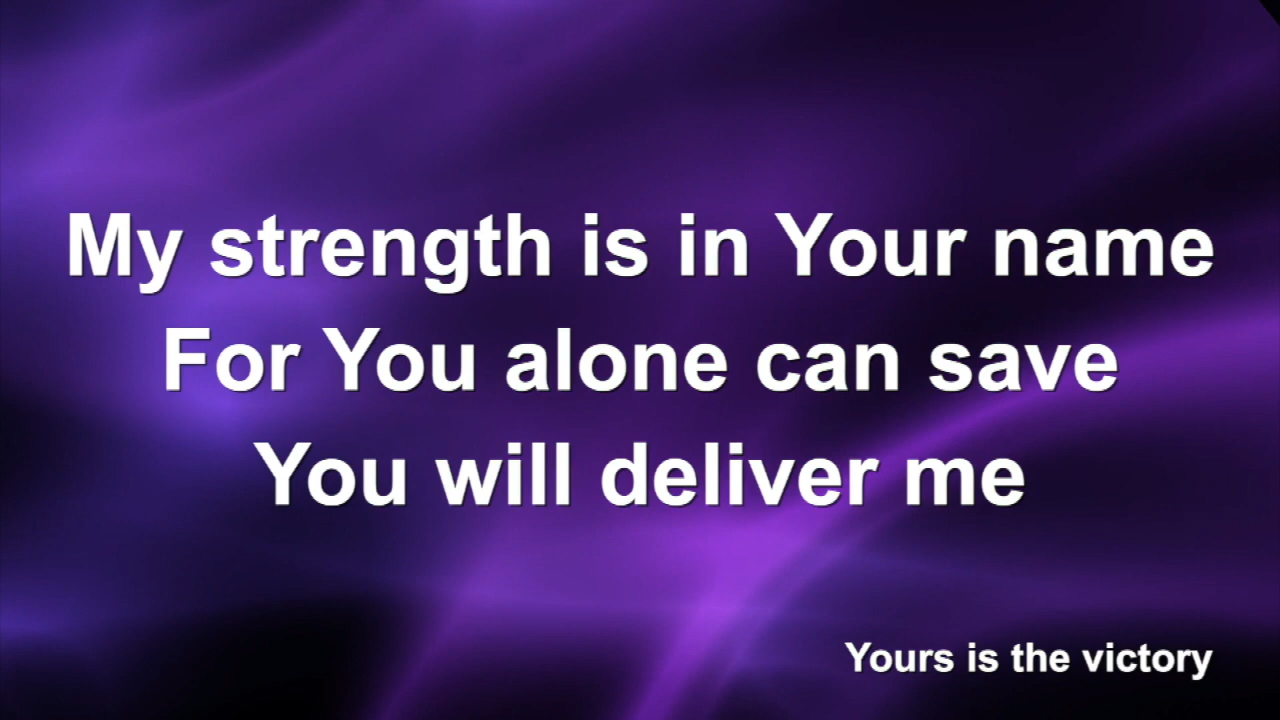 My strength is in Your name
For You alone can save
You will deliver me
Yours is the victory